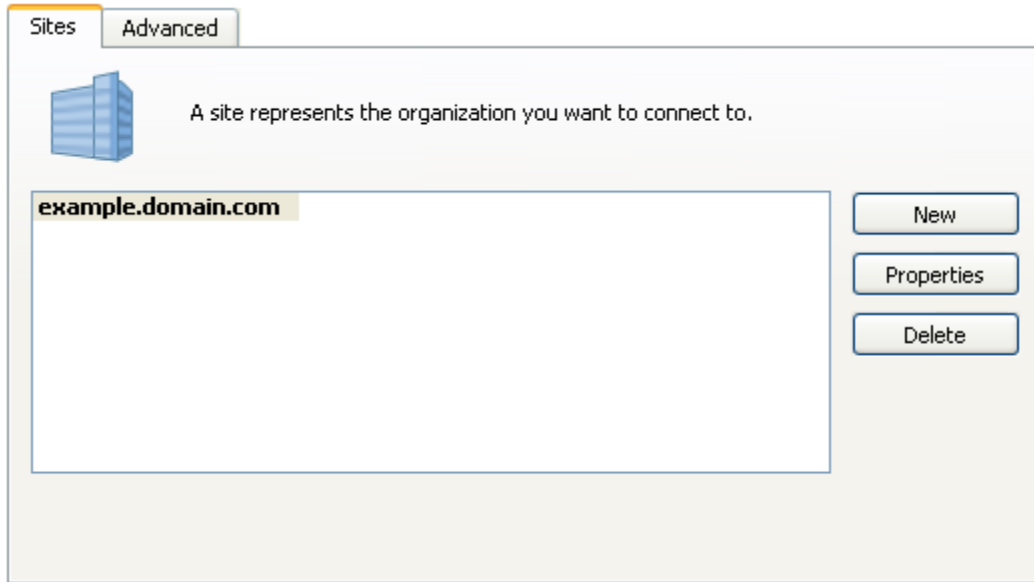 Sites
Advanced
A site represents the organization you want to connect to.
example.domain.com
New
Properties
Delete